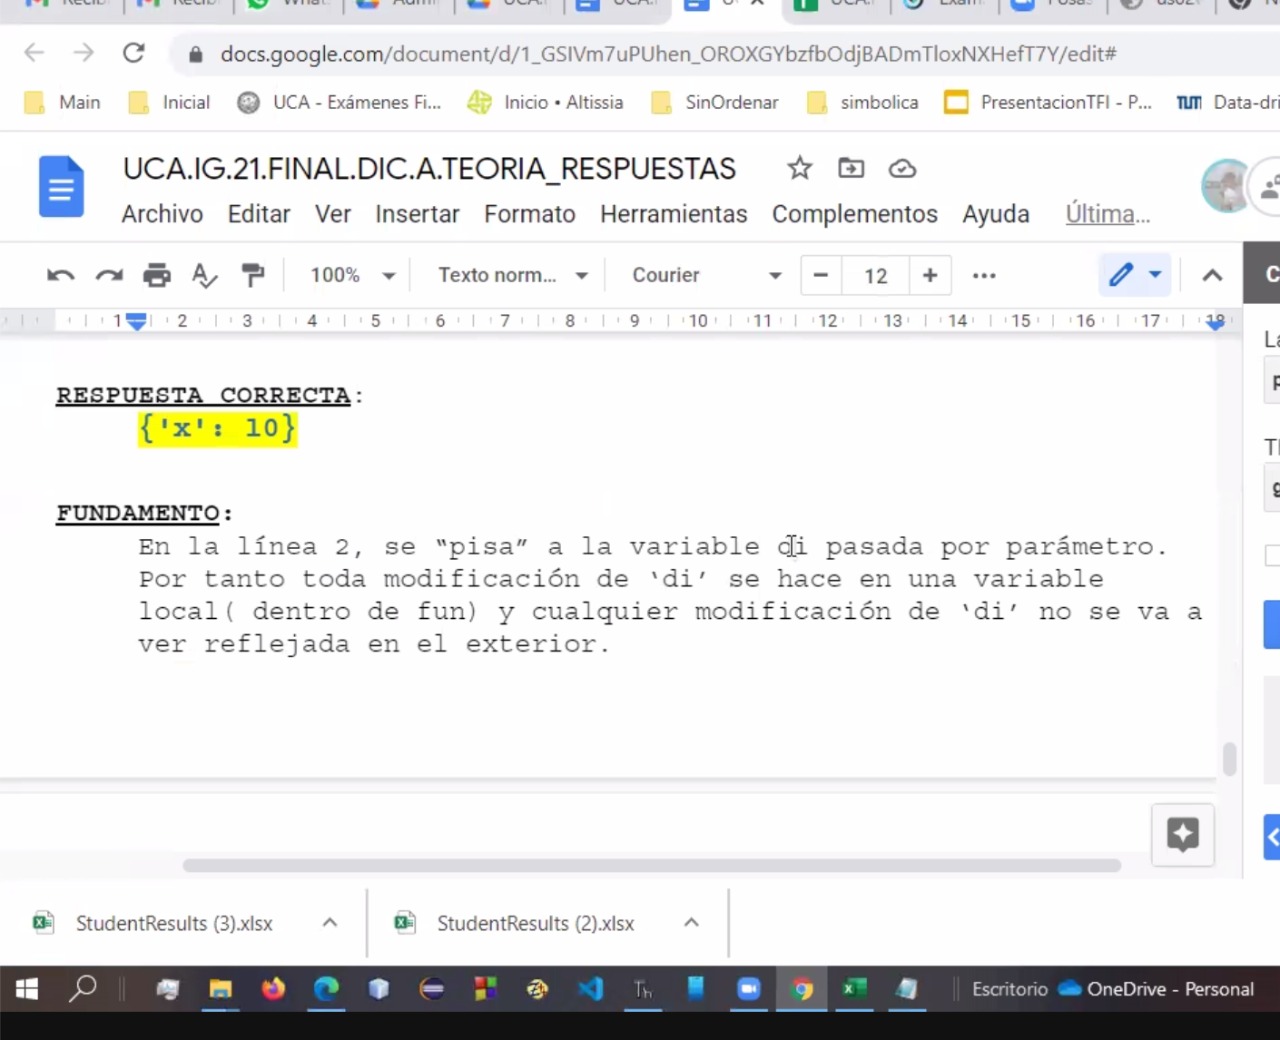 docs.google.com/document/d/1_GSIVm7uPUhen_OROXGYbzfbOdjBADmTloxNXHefT7Y/edit#
Main Inicial UCA - Exámenes Fi... Inicio • Altissia SinOrdenar simbolica PresentacionTFI - P... TUT Data-dri
UCA.IG.21.FINAL.DIC.A.TEORIA_RESPUESTAS
Archivo Editar Ver Insertar Formato Herramientas Complementos Ayuda Última...
100% Texto norm... Courier − 12 +
1 2 3 4 5 6 7 8 9 10 11 12 13 14 15 16 17 18
RESPUESTA CORRECTA:
{'x': 10}
FUNDAMENTO:
En la línea 2, se “pisa” a la variable di pasada por parámetro.
Por tanto toda modificación de ‘di’ se hace en una variable
local( dentro de fun) y cualquier modificación de ‘di’ no se va a
ver reflejada en el exterior.
StudentResults (3).xlsx StudentResults (2).xlsx
Escritorio OneDrive - Personal